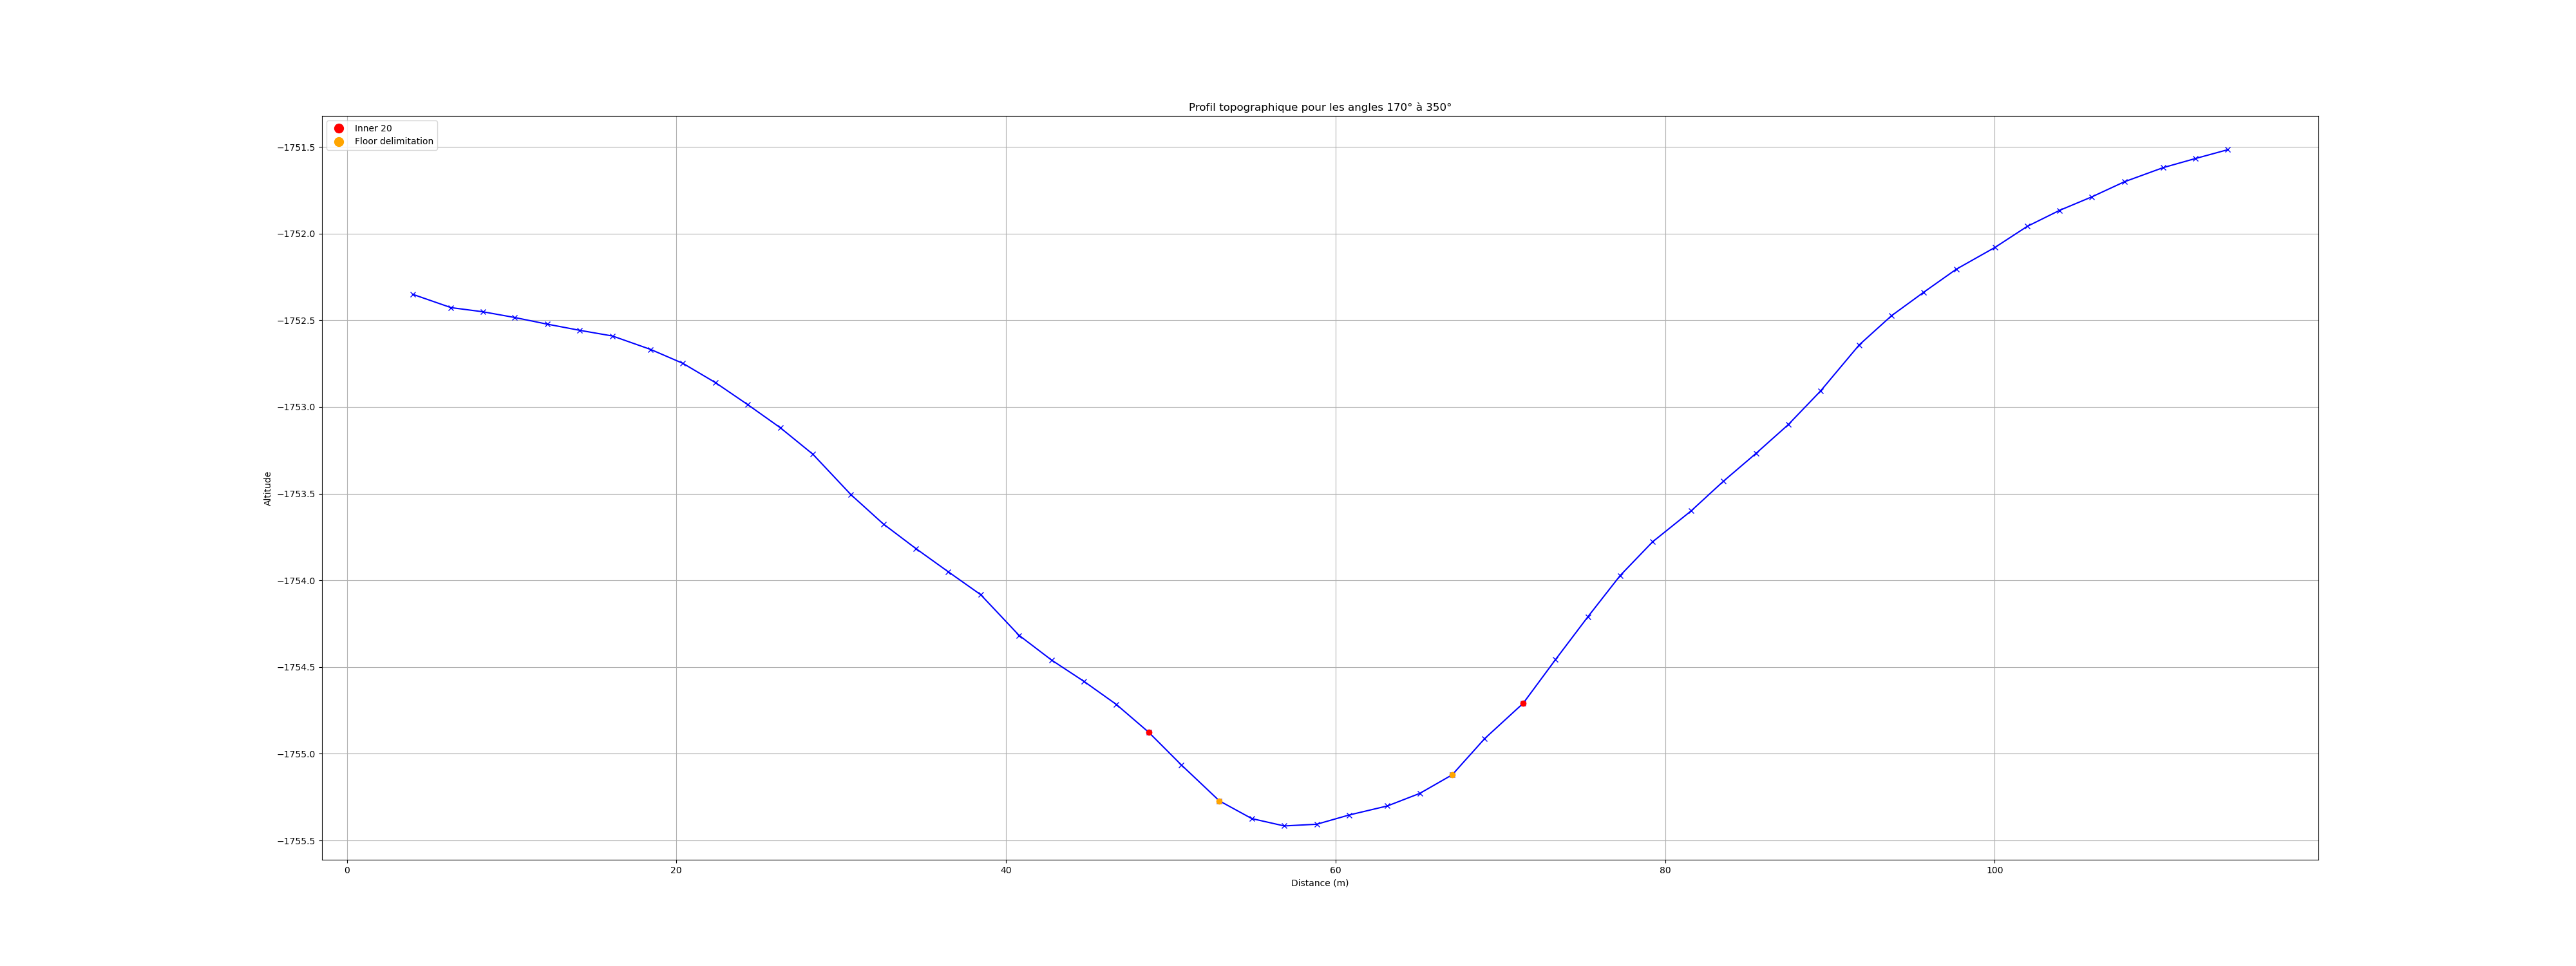 Profil topographique pour les angles 170° à 350°
Inner 20
Floor delimitation
−1751.5
−1752.0
−1752.5
−1753.0
−1753.5
−1754.0
−1754.5
−1755.0
−1755.5
Altitude
0 20 40 60 80 100
Distance (m)